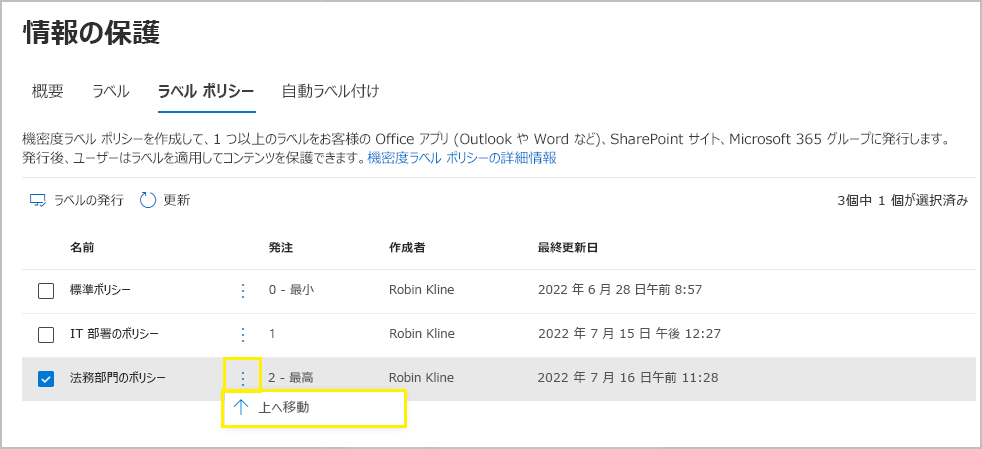 情報の保護
概要 ラベル ラベル ポリシー 自動ラベル付け
機密度ラベル ポリシーを作成して、1 つ以上のラベルをお客様の Office アプリ (Outlook や Word など)、SharePoint サイト、Microsoft 365 グループに発行します。
発行後、ユーザーはラベルを適用してコンテンツを保護できます。機密度ラベル ポリシーの詳細情報
ラベルの発行 更新 3個中 1 個が選択済み
名前 発注 作成者 最終更新日
標準ポリシー 0 - 最小 Robin Kline 2022 年 6 月 28 日午前 8:57
IT 部署のポリシー 1 Robin Kline 2022 年 7 月 15 日 午後 12:27
法務部門のポリシー 2 - 最高 Robin Kline 2022 年 7 月 16 日午前 11:28
上へ移動